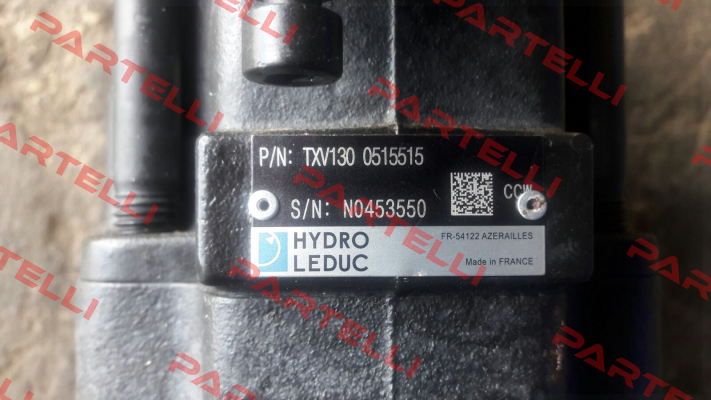 P/N: TXV130 0515515
CCW
S/N: N0453550
HYDRO
LEDUC
FR-54122 AZERAILLES
Made in FRANCE
PARTELLI
PARTELLI
PARTELLI
PARTELLI
PARTELLI
PARTELLI
PARTELLI
PARTELLI
PARTELLI